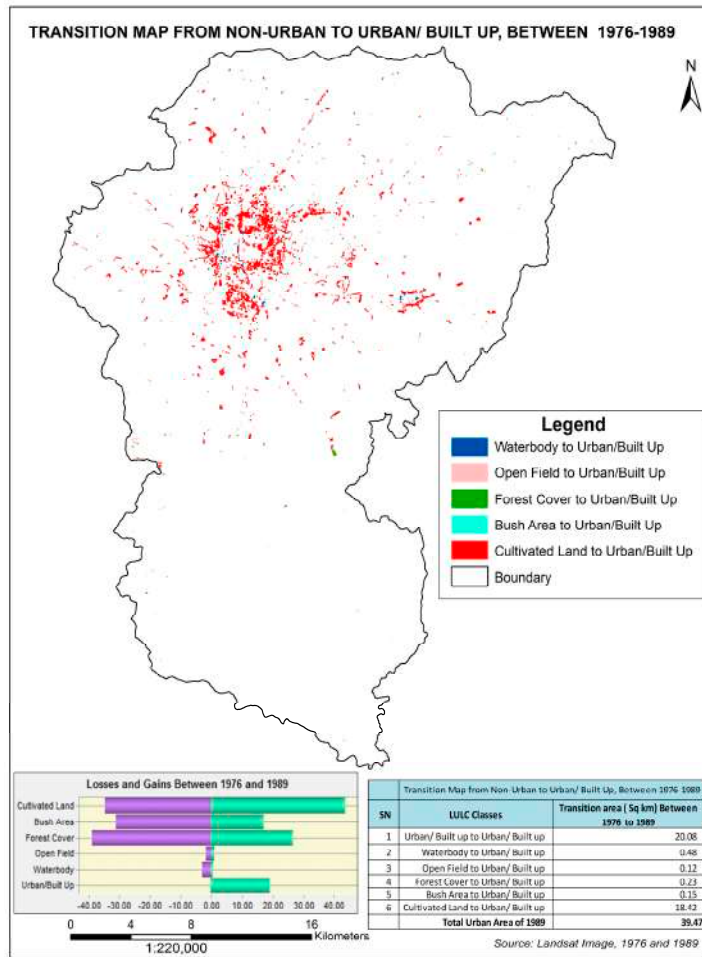 TRANSITION MAP FROM NON-URBAN TO URBAN/ BUILT UP, BETWEEN 1976-1989
N
Legend
Waterbody to Urban/Built Up
Open Field to Urban/Built Up
Forest Cover to Urban/Built Up
Bush Area to Urban/Built Up
Cultivated Land to Urban/Built Up
Boundary
Losses and Gains Between 1976 and 1989
Cultivated Land
Bush Area
Forest Cover
Open Field
Waterbody
Urban/Built Up
-40.00 -30.00 -20.00 -10.00 0.00 10.00 20.00 30.00 40.00
0 4 8 16
Kilometers
1:220,000
Transition Map from Non-Urban to Urban/ Built Up, Between 1976-1989
SN LULC Classes Transition area ( Sq km) Between 1976 to 1989
1 Urban/ Built up to Urban/ Built up 20.08
2 Waterbody to Urban/ Built up 0.48
3 Open Field to Urban/ Built up 0.12
4 Forest Cover to Urban/ Built up 0.23
5 Bush Area to Urban/ Built up 0.15
6 Cultivated Land to Urban/ Built up 18.42
Total Urban Area of 1989 39.47
Source: Landsat Image, 1976 and 1989